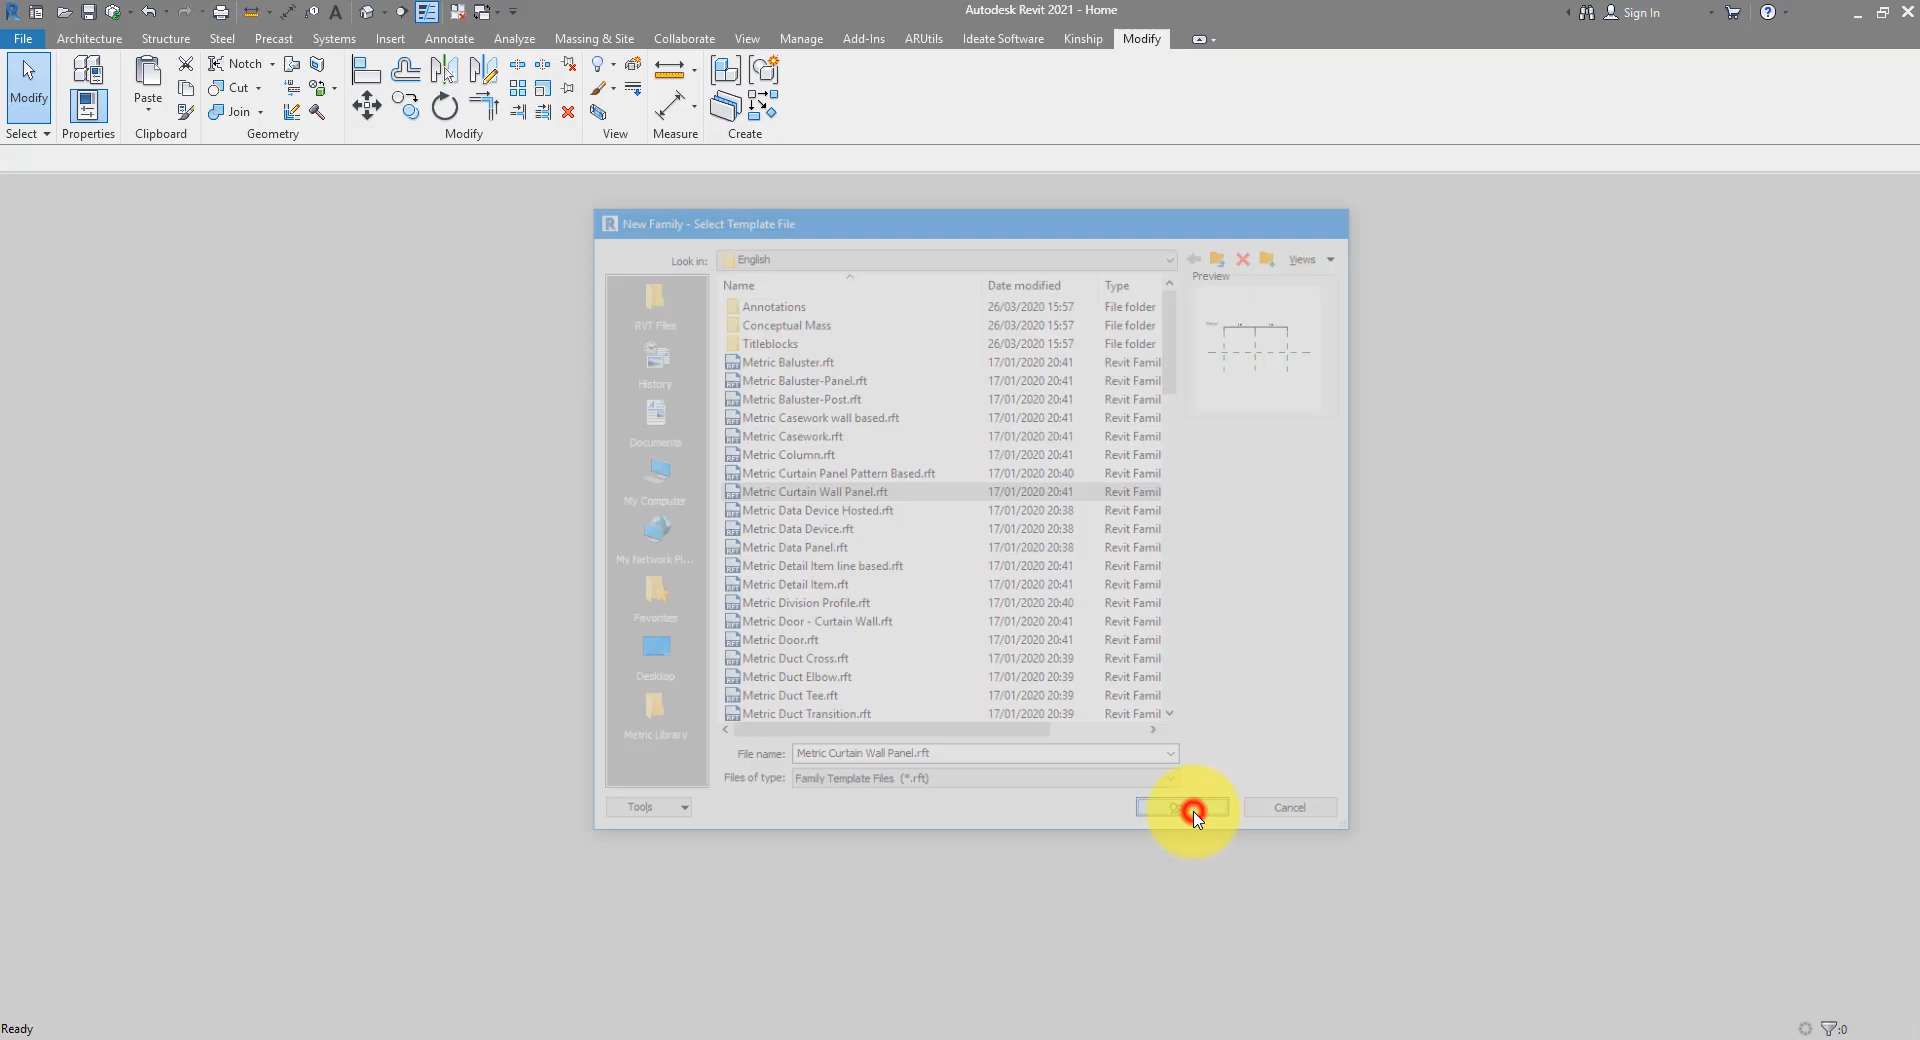 Autodesk Revit 2021 - Home
Sign In
File Architecture Structure Steel Precast Systems Insert Annotate Analyze Massing & Site Collaborate View Manage Add-Ins ARUtils Ideate Software Kinship Modify
Modify
Paste
Notch
Cut
Join
Select Properties Clipboard Geometry Modify View Measure Create
New Family - Select Template File
Look in: English
Views
Preview
Name Date modified Type
Annotations 26/03/2020 15:57 File folder
Conceptual Mass 26/03/2020 15:57 File folder
Titleblocks 26/03/2020 15:57 File folder
Metric Baluster.rft 17/01/2020 20:41 Revit Famil
Metric Baluster-Panel.rft 17/01/2020 20:41 Revit Famil
Metric Baluster-Post.rft 17/01/2020 20:41 Revit Famil
Metric Casework wall based.rft 17/01/2020 20:41 Revit Famil
Metric Casework.rft 17/01/2020 20:41 Revit Famil
Metric Column.rft 17/01/2020 20:41 Revit Famil
Metric Curtain Panel Pattern Based.rft 17/01/2020 20:40 Revit Famil
Metric Curtain Wall Panel.rft 17/01/2020 20:41 Revit Famil
Metric Data Device Hosted.rft 17/01/2020 20:38 Revit Famil
Metric Data Device.rft 17/01/2020 20:38 Revit Famil
Metric Data Panel.rft 17/01/2020 20:38 Revit Famil
Metric Detail Item line based.rft 17/01/2020 20:41 Revit Famil
Metric Detail Item.rft 17/01/2020 20:41 Revit Famil
Metric Division Profile.rft 17/01/2020 20:40 Revit Famil
Metric Door - Curtain Wall.rft 17/01/2020 20:41 Revit Famil
Metric Door.rft 17/01/2020 20:41 Revit Famil
Metric Duct Cross.rft 17/01/2020 20:39 Revit Famil
Metric Duct Elbow.rft 17/01/2020 20:39 Revit Famil
Metric Duct Tee.rft 17/01/2020 20:39 Revit Famil
Metric Duct Transition.rft 17/01/2020 20:39 Revit Famil
RVT Files
History
Documents
My Computer
My Network Pl...
Favorites
Desktop
Metric Library
File name: Metric Curtain Wall Panel.rft
Files of type: Family Template Files (*.rft)
Tools
Cancel
Ready
:0